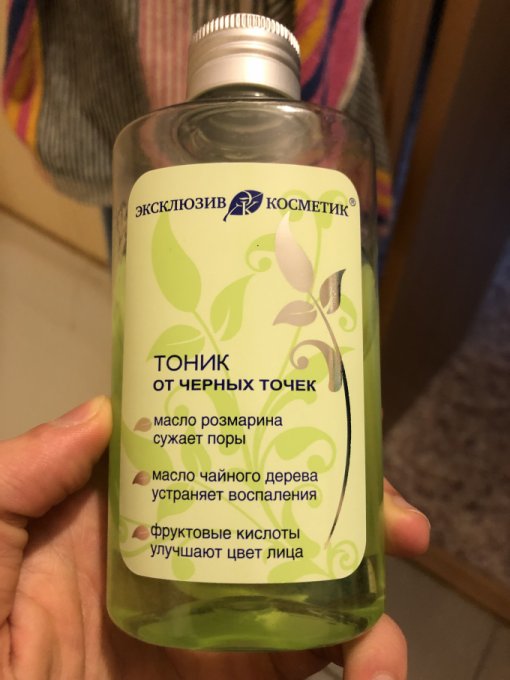 ЭКСКЛЮЗИВ КОСМЕТИК®
ТОНИК
ОТ ЧЕРНЫХ ТОЧЕК
масло розмарина
сужает поры
масло чайного дерева
устраняет воспаления
фруктовые кислоты
улучшают цвет лица